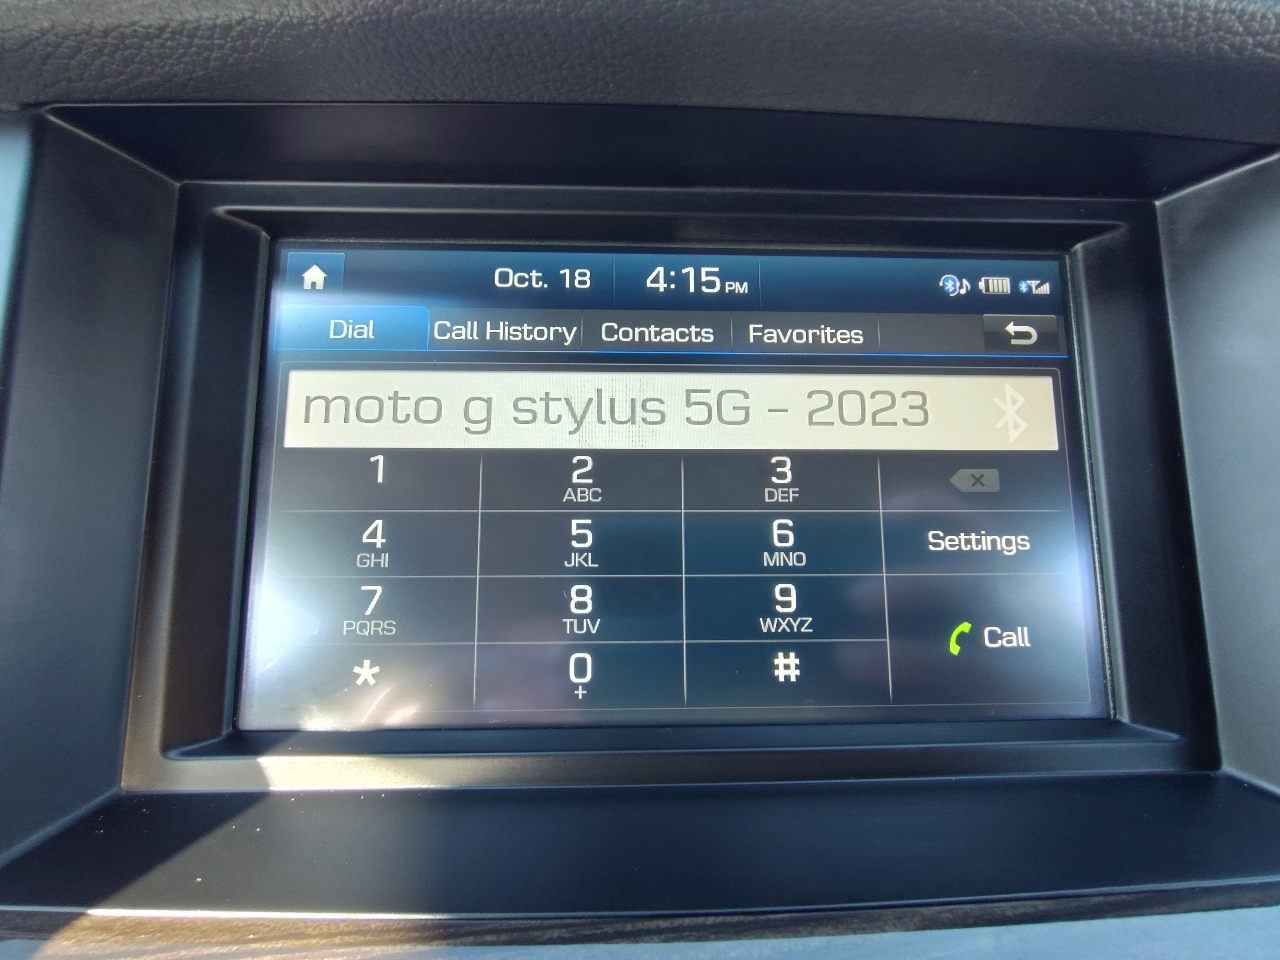 Oct. 18 4:15 PM
Dial Call History Contacts Favorites
moto g stylus 5G - 2023
1 2 3
ABC DEF
4 5 6 Settings
GHI JKL MNO
7 8 9
PQRS TUV WXYZ
Call
* 0 #
+